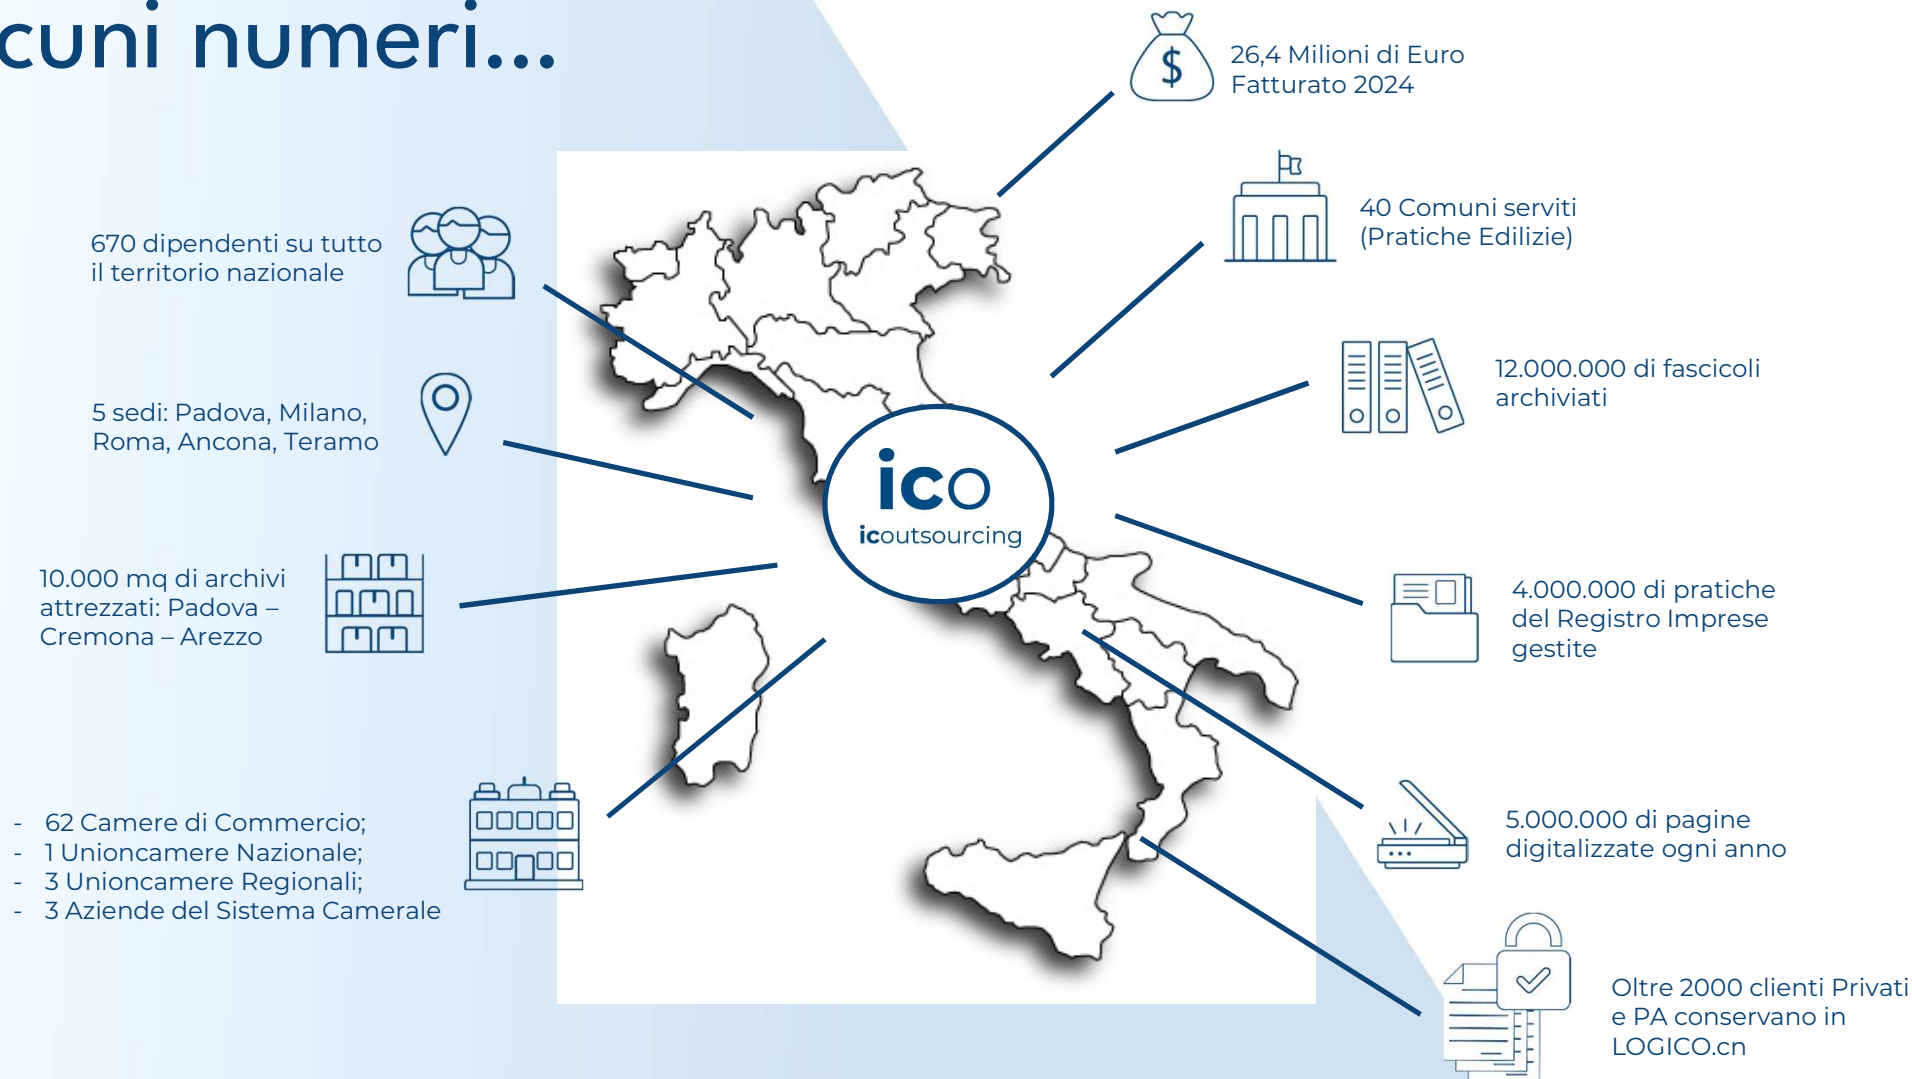 cuni numeri...
26,4 Milioni di Euro
Fatturato 2024
40 Comuni serviti
(Pratiche Edilizie)
670 dipendenti su tutto
il territorio nazionale
12.000.000 di fascicoli
archiviati
5 sedi: Padova, Milano,
Roma, Ancona, Teramo
ico
icoutsourcing
10.000 mq di archivi
attrezzati: Padova –
Cremona – Arezzo
4.000.000 di pratiche
del Registro Imprese
gestite
- 62 Camere di Commercio;
- 1 Unioncamere Nazionale;
- 3 Unioncamere Regionali;
- 3 Aziende del Sistema Camerale
5.000.000 di pagine
digitalizzate ogni anno
Oltre 2000 clienti Privati
e PA conservano in
LOGICO.cn